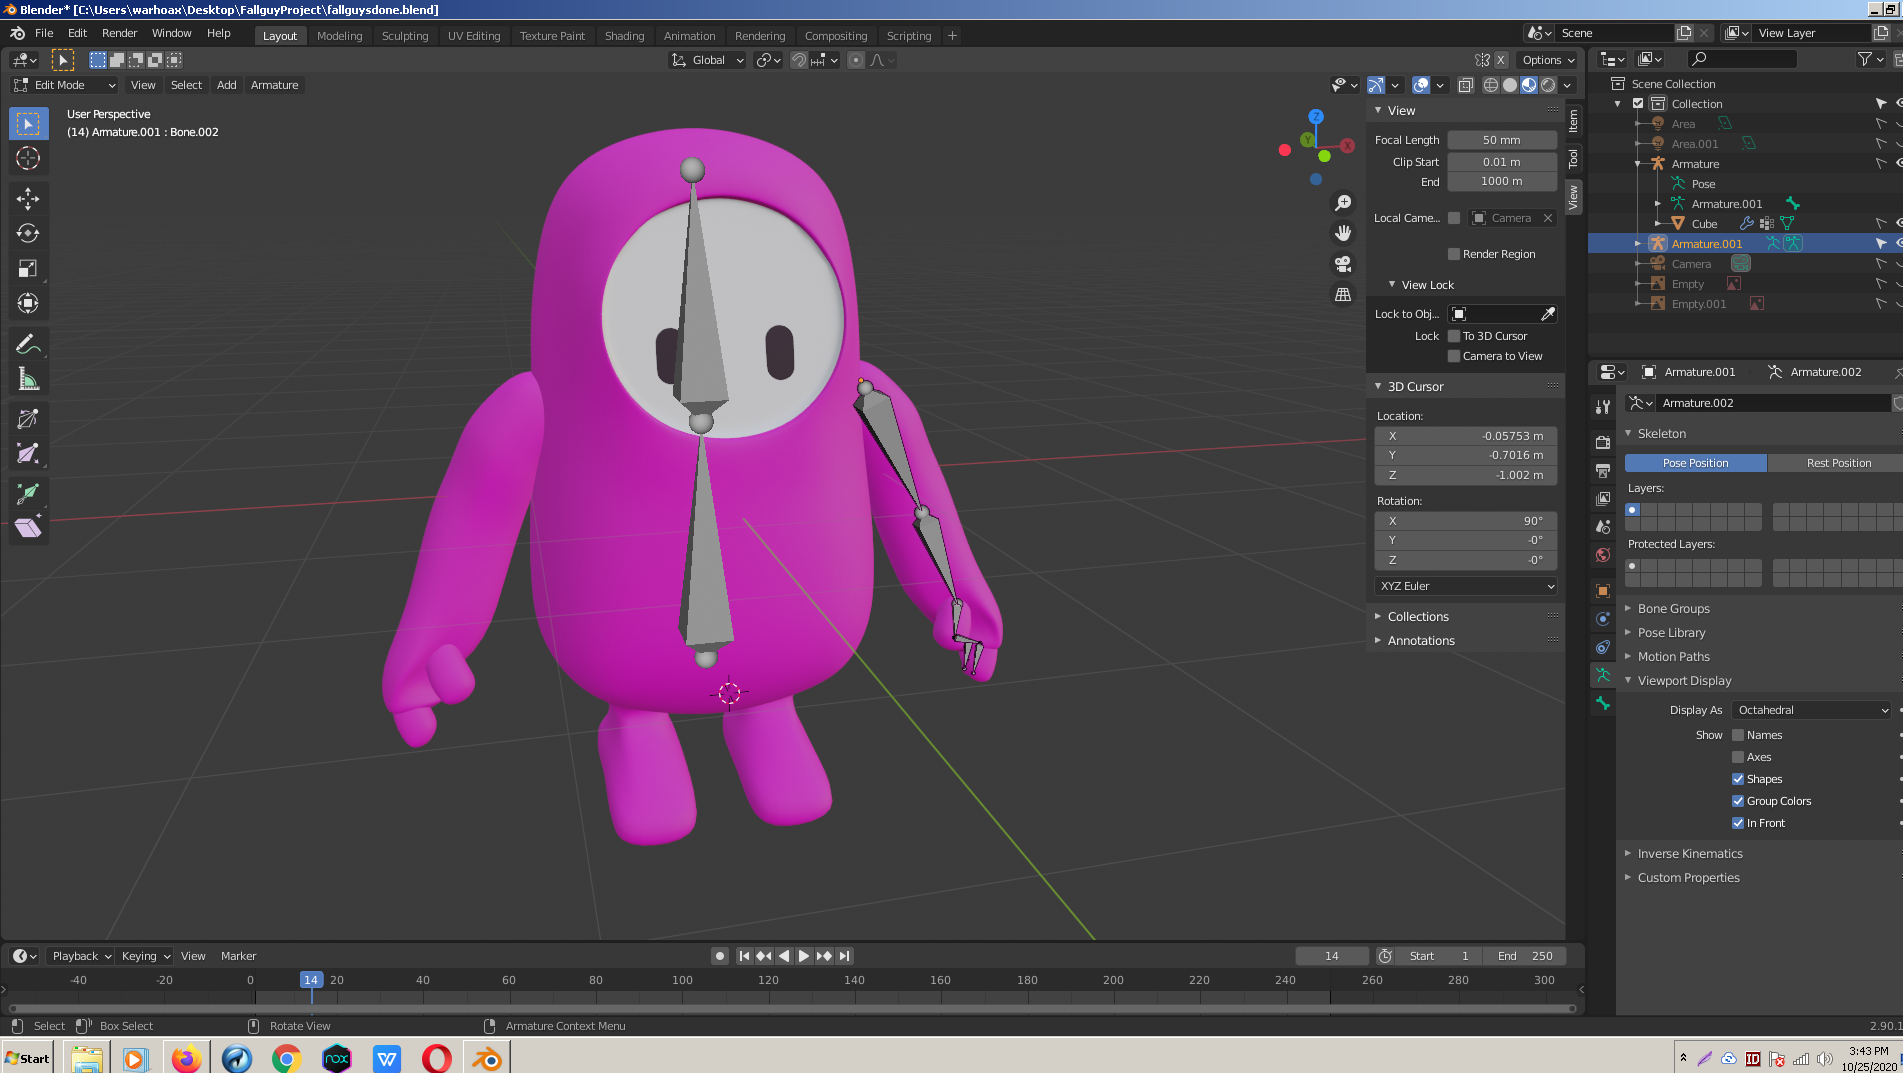 Blender* [C:\Users\warhoax\Desktop\FallguyProject\fallguysdone.blend]
File Edit Render Window Help Layout Modeling Sculpting UV Editing Texture Paint Shading Animation Rendering Compositing Scripting + Scene View Layer
Global X Options
Edit Mode View Select Add Armature
User Perspective
(14) Armature.001 : Bone.002
Z
Y
X
View
Focal Length 50 mm
Clip Start 0.01 m
End 1000 m
Local Came... Camera
Render Region
View Lock
Lock to Obj...
Lock To 3D Cursor
Camera to View
3D Cursor
Location:
X -0.05753 m
Y -0.7016 m
Z -1.002 m
Rotation:
X 90°
Y -0°
Z -0°
XYZ Euler
Collections
Annotations
Item
Tool
View
Scene Collection
Collection
Area
Area.001
Armature
Pose
Armature.001
Cube
Armature.001
Camera
Empty
Empty.001
Armature.001 Armature.002
Armature.002
Skeleton
Pose Position Rest Position
Layers:
Protected Layers:
Bone Groups
Pose Library
Motion Paths
Viewport Display
Display As Octahedral
Show Names
Axes
Shapes
Group Colors
In Front
Inverse Kinematics
Custom Properties
Playback Keying View Marker 14 Start 1 End 250
-40 0 14 20 40 60 80 100 120 140 160 180 200 220 240 260 280 300
Select Box Select Rotate View Armature Context Menu 2.90.1
Start nox W ID 3:43 PM
10/25/2020